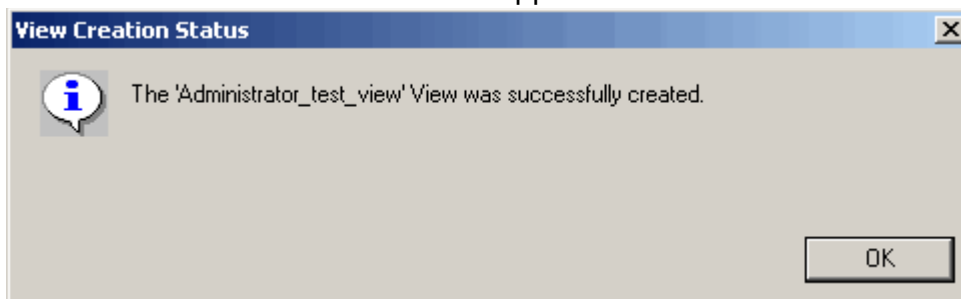 View Creation Status
The 'Administrator_test_view' View was successfully created.
OK